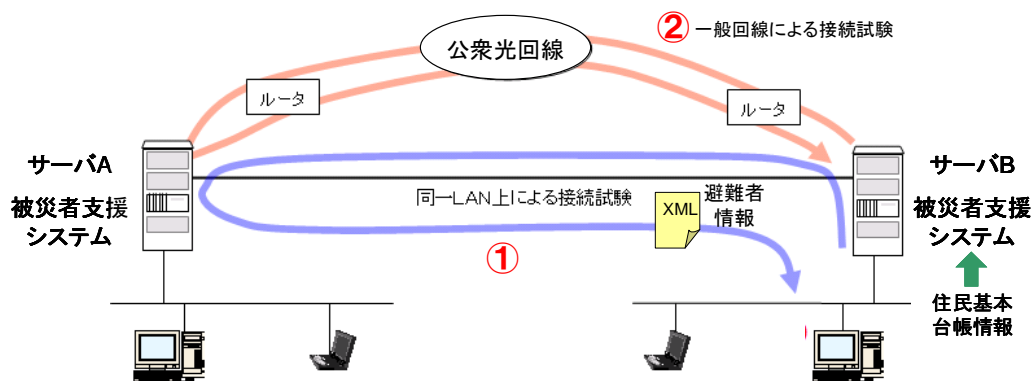 ② 一般回線による接続試験
公衆光回線
ルータ
ルータ
サーバA
被災者支援
システム
同一LAN上による接続試験
XML
避難者
情報
①
サーバB
被災者支援
システム
住民基本
台帳情報